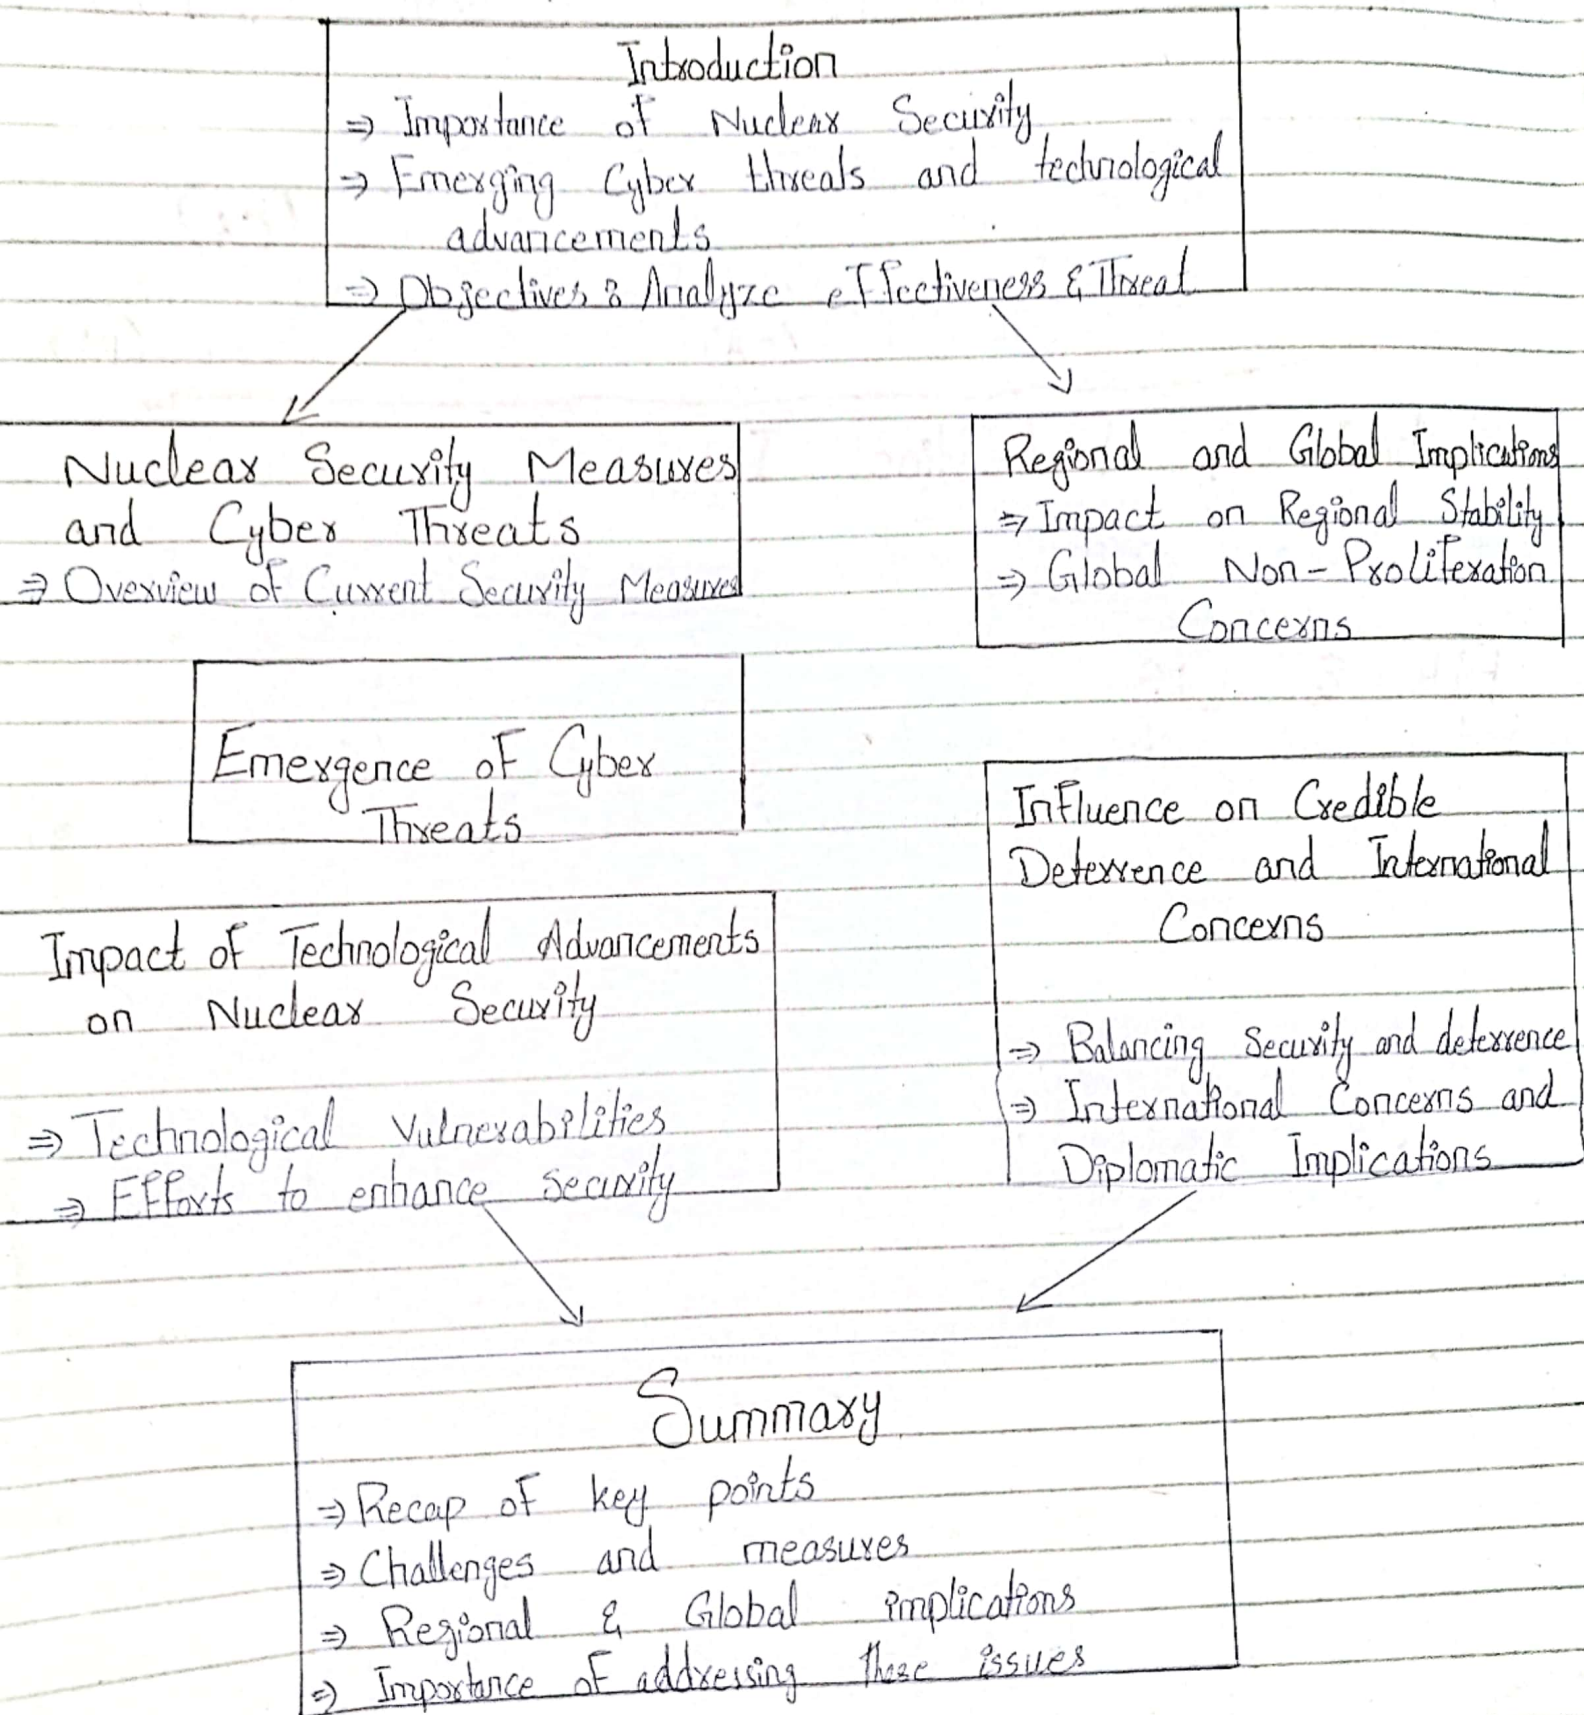 Introduction
⇒ Importance of Nuclear Security
⇒ Emerging Cyber threats and technological
advancements
⇒ Objectives : Analyze effectiveness & Threat
Nuclear Security Measures
and Cyber Threats
⇒ Overview of Current Security Measures
Emergence of Cyber
Threats
Impact of Technological Advancements
on Nuclear Security
⇒ Technological Vulnerabilities
⇒ Efforts to enhance security
Regional and Global Implications
⇒ Impact on Regional Stability
⇒ Global Non-Proliferation
Concerns
Influence on Credible
Deterrence and International
Concerns
⇒ Balancing Security and deterrence
⇒ International Concerns and
Diplomatic Implications
Summary
⇒ Recap of key points
⇒ Challenges and measures
⇒ Regional & Global implications
⇒ Importance of addressing these issues